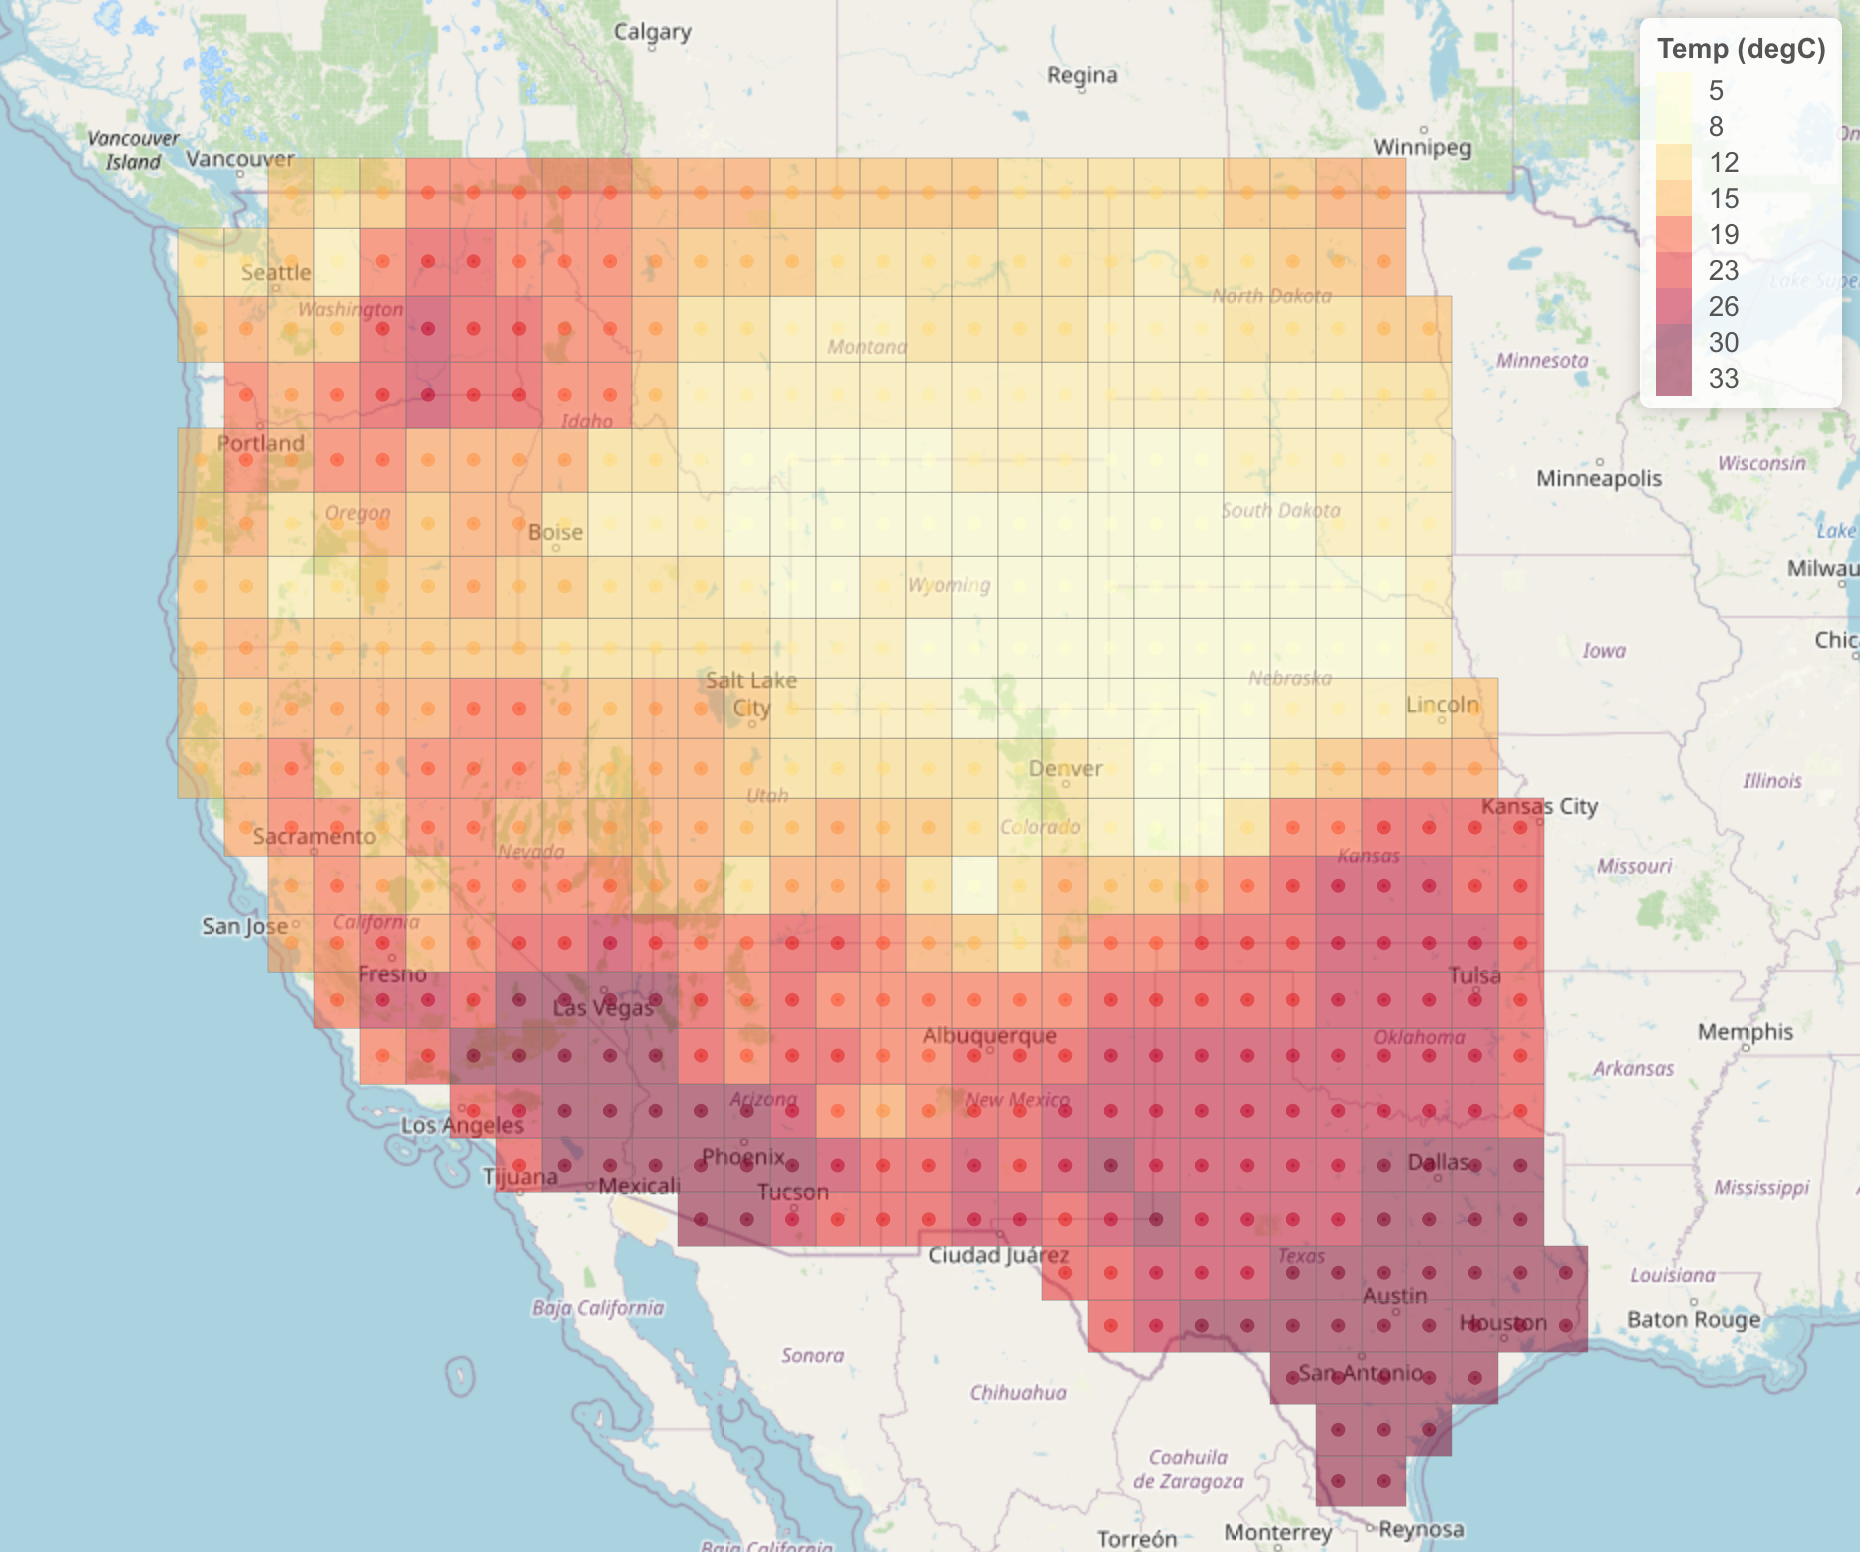 Calgary
Regina
Winnipeg
Vancouver
Island
Vancouver
Temp (degC)
5
8
12
15
19
23
26
30
33
Seattle
Washington
North Dakota
Montana
Minnesota
Lake Supe
On
Idaho
Portland
Minneapolis
Wisconsin
Oregon
Boise
South Dakota
Lake
Wyoming
Milwau
Chic
Iowa
Salt Lake
City
Nebraska
Lincoln
Denver
Utah
Illinois
Sacramento
Nevada
Colorado
Kansas City
Kansas
Missouri
San Jose
California
Fresno
Las Vegas
Tulsa
Albuquerque
Oklahoma
Memphis
Arkansas
Los Angeles
Arizona
New Mexico
Phoenix
Dallas
Tijuana
Mexicali
Tucson
Mississippi
Ciudad Juárez
Texas
Louisiana
Baja California
Austin
Houston
Baton Rouge
Sonora
Chihuahua
San Antonio
Coahuila
de Zaragoza
Torreón
Monterrey
Reynosa
Baja California